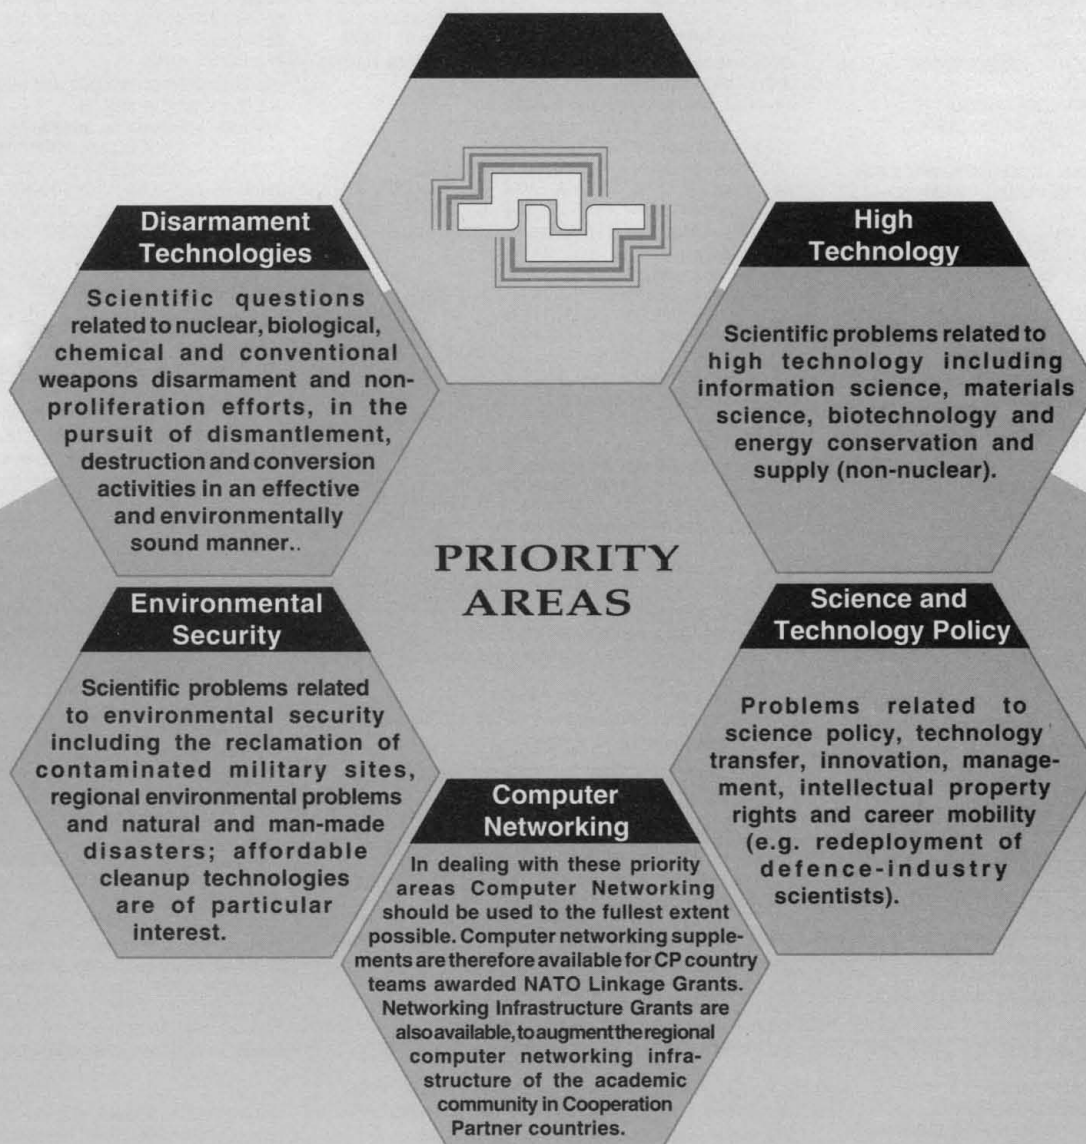 Disarmament
Technologies
Scientific questions
related to nuclear, biological,
chemical and conventional
weapons disarmament and non-
proliferation efforts, in the
pursuit of dismantlement,
destruction and conversion
activities in an effective
and environmentally
sound manner..
High
Technology
Scientific problems related to
high technology including
information science, materials
science, biotechnology and
energy conservation and
supply (non-nuclear).
PRIORITY
AREAS
Environmental
Security
Scientific problems related
to environmental security
including the reclamation of
contaminated military sites,
regional environmental problems
and natural and man-made
disasters; affordable
cleanup technologies
are of particular
interest.
Science and
Technology Policy
Problems related to
science policy, technology
transfer, innovation, manage-
ment, intellectual property
rights and career mobility
(e.g. redeployment of
defence-industry
scientists).
Computer
Networking
In dealing with these priority
areas Computer Networking
should be used to the fullest extent
possible. Computer networking supple-
ments are therefore available for CP country
teams awarded NATO Linkage Grants.
Networking Infrastructure Grants are
also available, to augment the regional
computer networking infra-
structure of the academic
community in Cooperation
Partner countries.